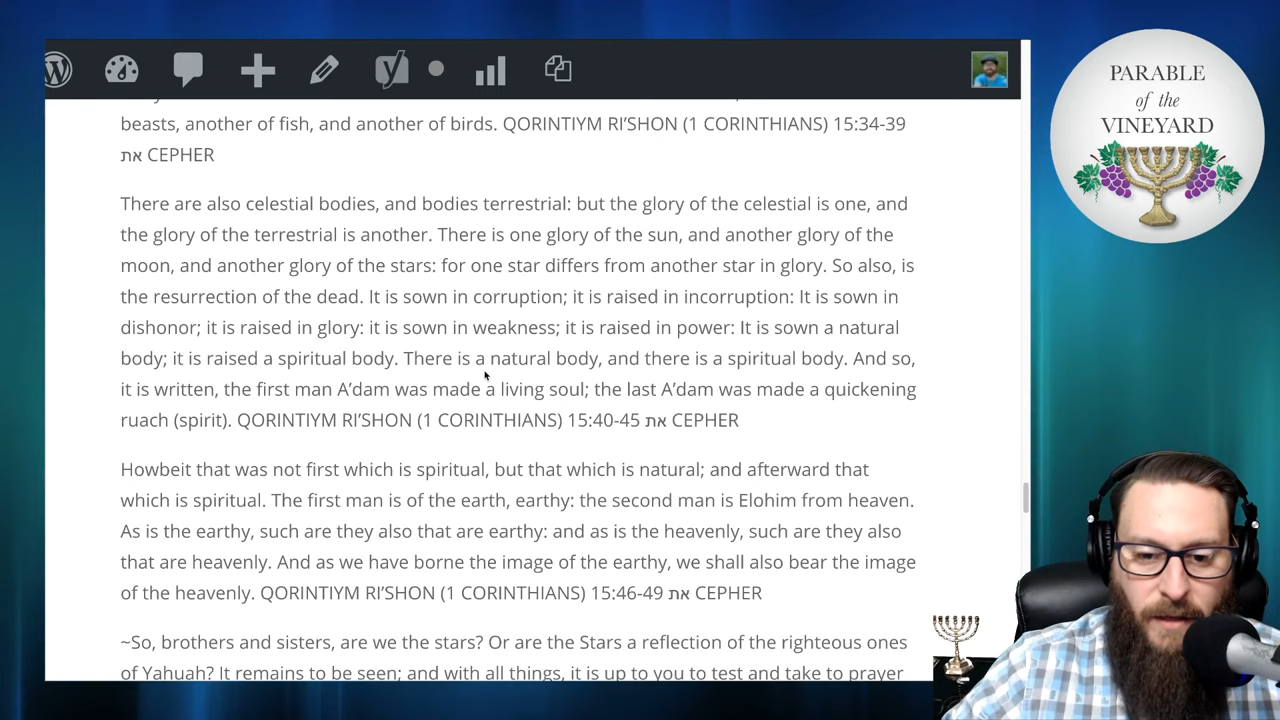 PARABLE
of the
VINEYARD
beasts, another of fish, and another of birds. QORINTIYM RI’SHON (1 CORINTHIANS) 15:34-39
את CEPHER
There are also celestial bodies, and bodies terrestrial: but the glory of the celestial is one, and
the glory of the terrestrial is another. There is one glory of the sun, and another glory of the
moon, and another glory of the stars: for one star differs from another star in glory. So also, is
the resurrection of the dead. It is sown in corruption; it is raised in incorruption: It is sown in
dishonor; it is raised in glory: it is sown in weakness; it is raised in power: It is sown a natural
body; it is raised a spiritual body. There is a natural body, and there is a spiritual body. And so,
it is written, the first man A’dam was made a living soul; the last A’dam was made a quickening
ruach (spirit). QORINTIYM RI’SHON (1 CORINTHIANS) 15:40-45 את CEPHER
Howbeit that was not first which is spiritual, but that which is natural; and afterward that
which is spiritual. The first man is of the earth, earthy: the second man is Elohim from heaven.
As is the earthy, such are they also that are earthy: and as is the heavenly, such are they also
that are heavenly. And as we have borne the image of the earthy, we shall also bear the image
of the heavenly. QORINTIYM RI’SHON (1 CORINTHIANS) 15:46-49 את CEPHER
~So, brothers and sisters, are we the stars? Or are the Stars a reflection of the righteous ones
of Yahuah? It remains to be seen; and with all things, it is up to you to test and take to prayer